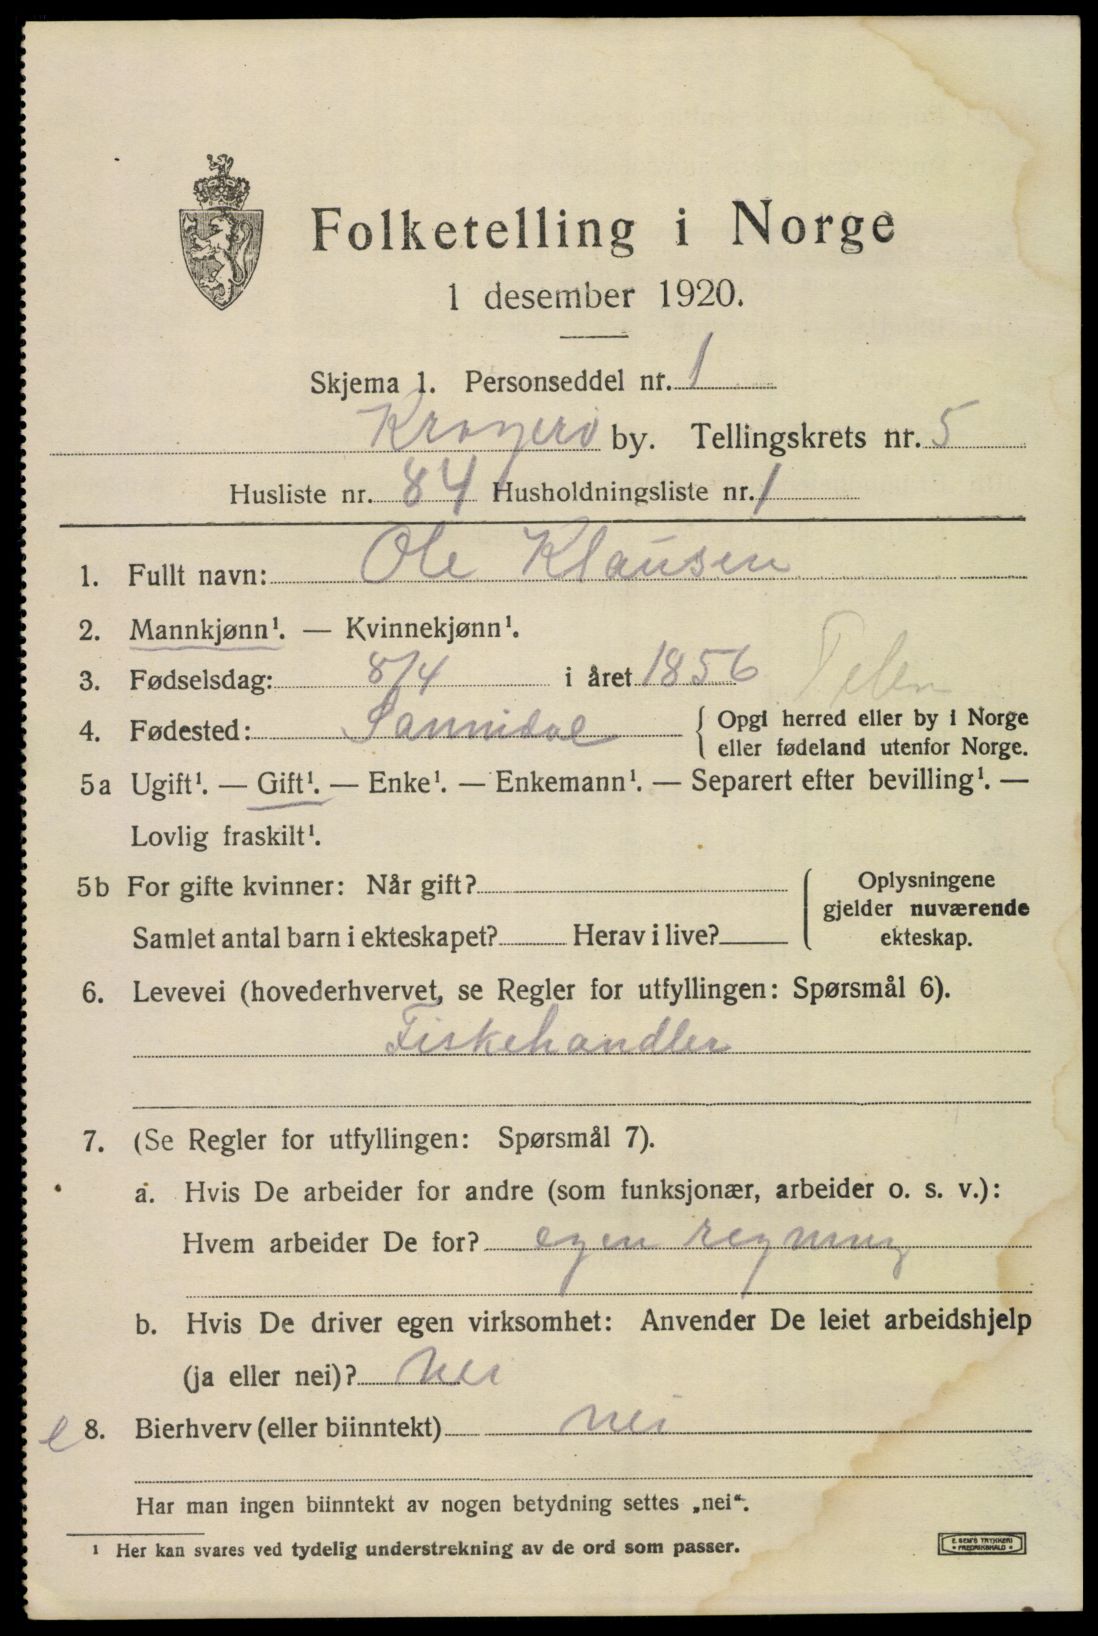 Folketelling i Norge
1 desember 1920.
Skjema 1. Personseddel nr. 1
Kragerø by. Tellingskrets nr. 5
Husliste nr. 84 Husholdningsliste nr. 1
1. Fullt navn: Ole Klausen
2. Mannkjønn¹. — Kvinnekjønn¹.
3. Fødselsdag: 8/4 i året 1856
Telem
4. Fødested: Sannidal { Opgi herred eller by i Norge
eller fødeland utenfor Norge.
5a Ugift¹. — Gift¹. — Enke¹. — Enkemann¹. — Separert efter bevilling¹. —
Lovlig fraskilt¹.
5b For gifte kvinner: Når gift?
Samlet antal barn i ekteskapet? Herav i live?
Oplysningene
gjelder nuværende
ekteskap.
6. Levevei (hovederhvervet, se Regler for utfyllingen: Spørsmål 6).
Fiskehandler
7. (Se Regler for utfyllingen: Spørsmål 7).
a. Hvis De arbeider for andre (som funksjonær, arbeider o. s. v.):
Hvem arbeider De for? egen regning
b. Hvis De driver egen virksomhet: Anvender De leiet arbeidshjelp
(ja eller nei)? Nei
e 8. Bierhverv (eller biinntekt) nei
Har man ingen biinntekt av nogen betydning settes „nei“.
¹ Her kan svares ved tydelig understrekning av de ord som passer.
E. SEM'S TRYKKERI
* FREDRIKSHALD *